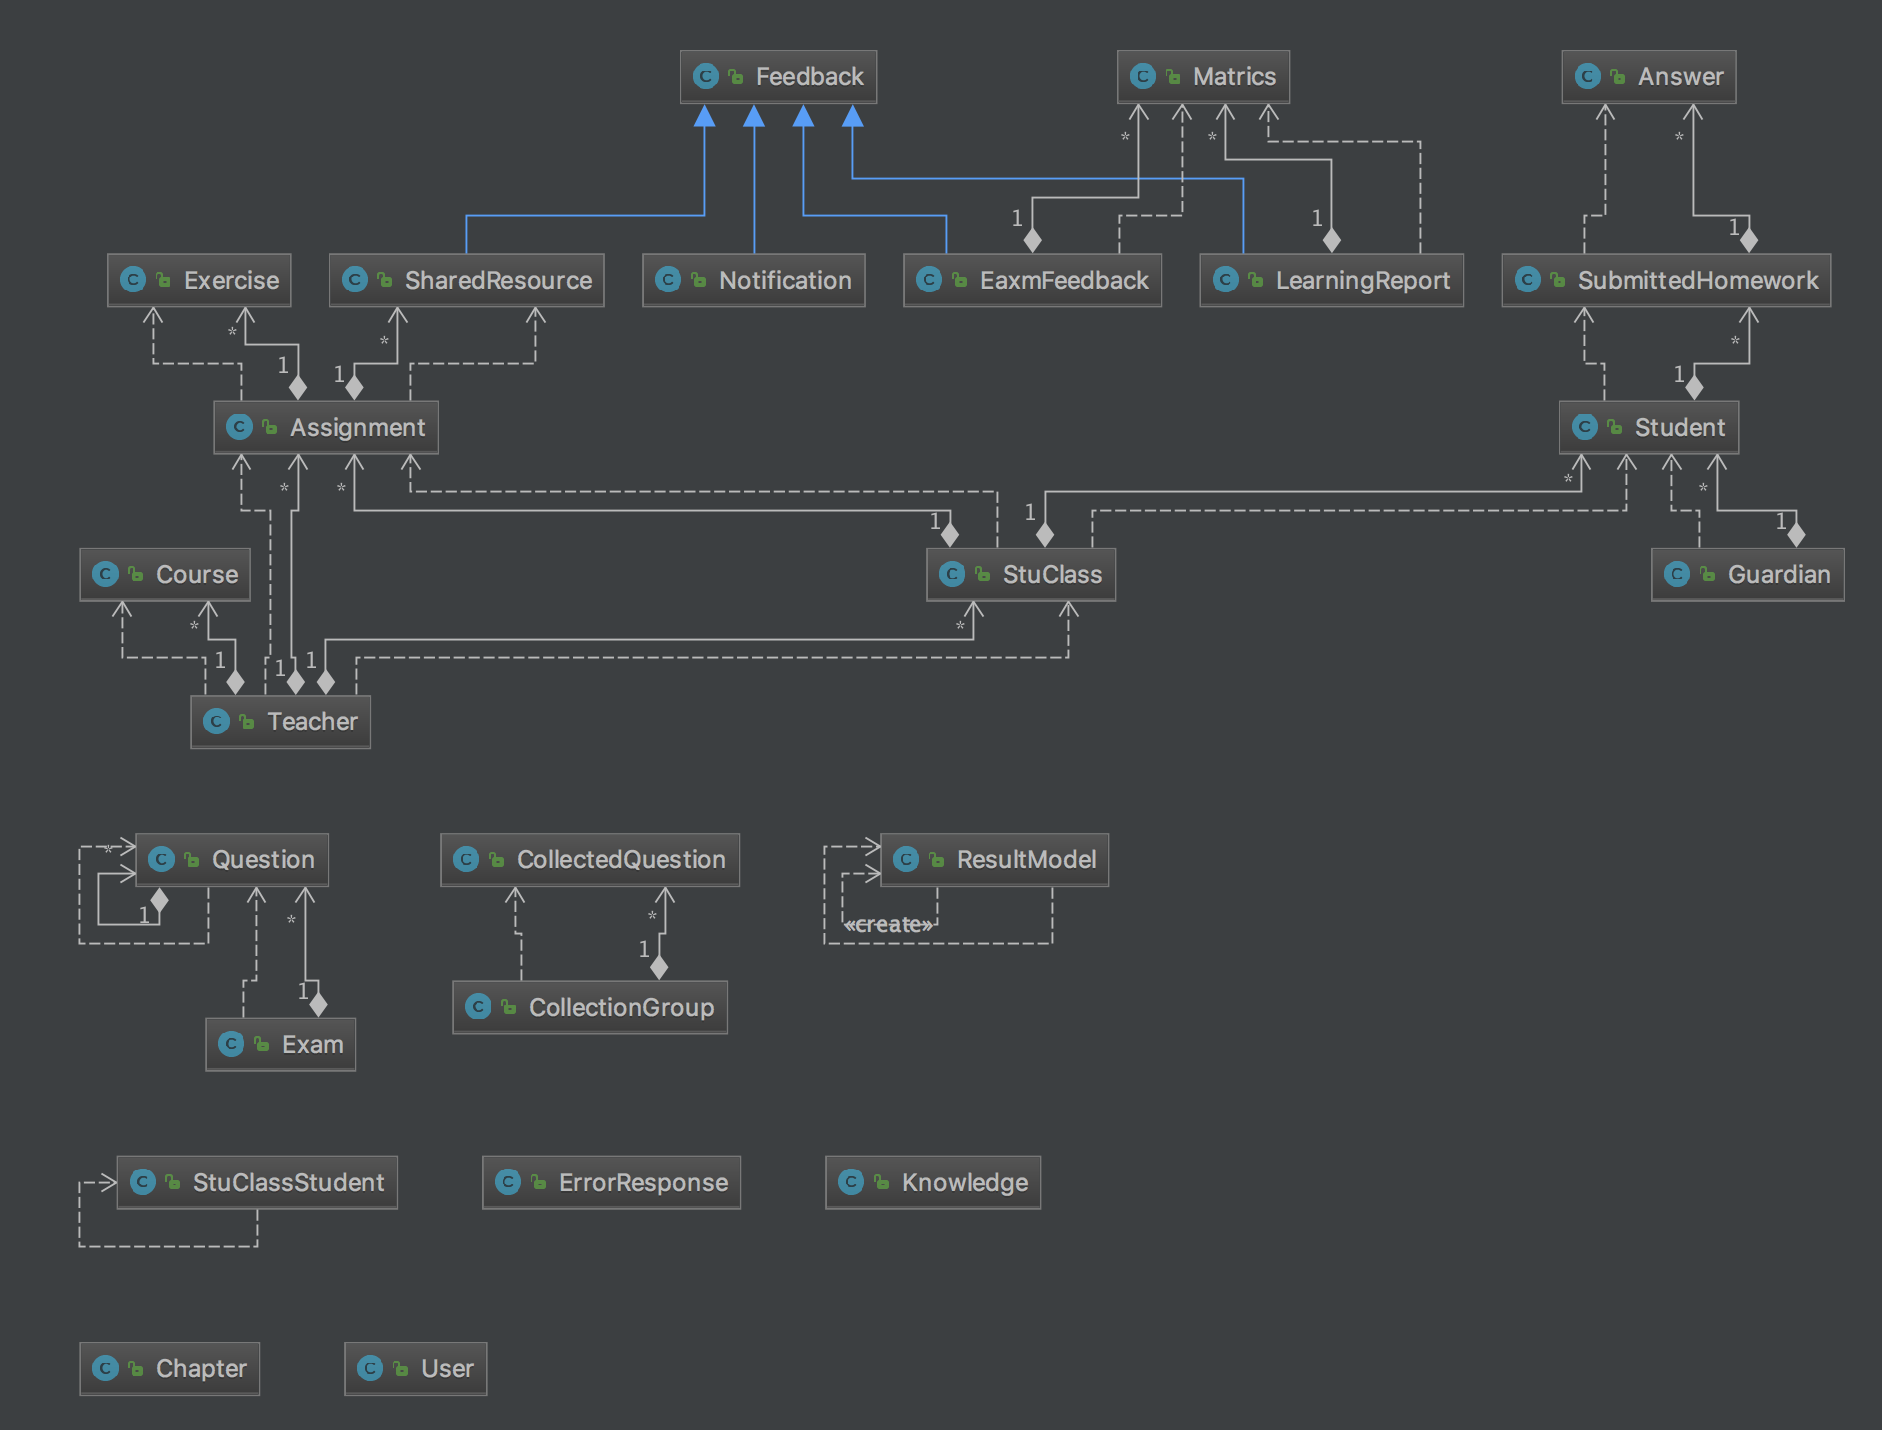 Feedback
Matrics
Answer
*
*
*
1
1
1
Exercise
SharedResource
Notification
EaxmFeedback
LearningReport
SubmittedHomework
*
*
*
1
1
1
Assignment
Student
*
*
*
*
1
1
1
Course
StuClass
Guardian
*
*
1
1
1
Teacher
*
Question
CollectedQuestion
ResultModel
1
*
*
«create»
1
1
CollectionGroup
Exam
StuClassStudent
ErrorResponse
Knowledge
Chapter
User